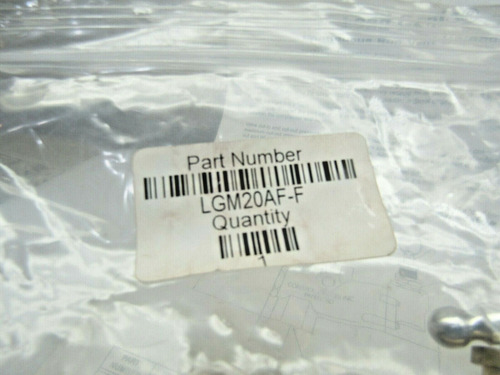 Part Number
LGM20AF-F
Quantity
1